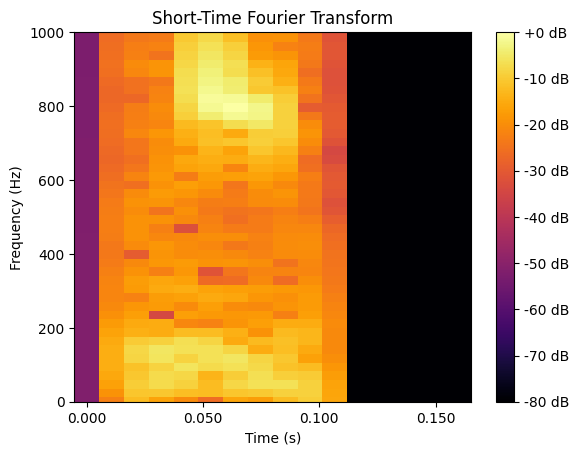 Short-Time Fourier Transform
1000
800
600
400
200
0
Frequency (Hz)
0.000
0.050
0.100
0.150
Time (s)
+0 dB
-10 dB
-20 dB
-30 dB
-40 dB
-50 dB
-60 dB
-70 dB
-80 dB